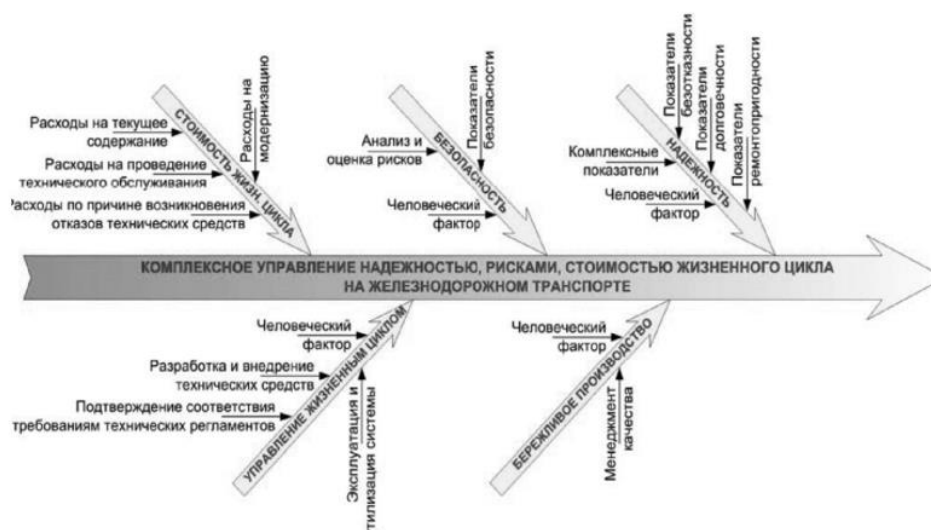 СТОИМОСТЬ ЖИЗН. ЦИКЛА
Расходы на текущее
содержание
Расходы на проведение
технического обслуживания
Расходы по причине возникновения
отказов технических средств
Расходы на
модернизацию
БЕЗОПАСНОСТЬ
Анализ и
оценка рисков
Показатели
безопасности
Человеческий
фактор
НАДЕЖНОСТЬ
Комплексные
показатели
Человеческий
фактор
Показатели
безотказности
Показатели
долговечности
Показатели
ремонтопригодности
КОМПЛЕКСНОЕ УПРАВЛЕНИЕ НАДЕЖНОСТЬЮ, РИСКАМИ, СТОИМОСТЬЮ ЖИЗНЕННОГО ЦИКЛА
НА ЖЕЛЕЗНОДОРОЖНОМ ТРАНСПОРТЕ
УПРАВЛЕНИЕ ЖИЗНЕННЫМ ЦИКЛОМ
Человеческий
фактор
Разработка и внедрение
технических средств
Подтверждение соответствия
требованиям технических регламентов
Эксплуатация и
тилизация системы
БЕРЕЖЛИВОЕ ПРОИЗВОДСТВО
Человеческий
фактор
Менеджмент
качества